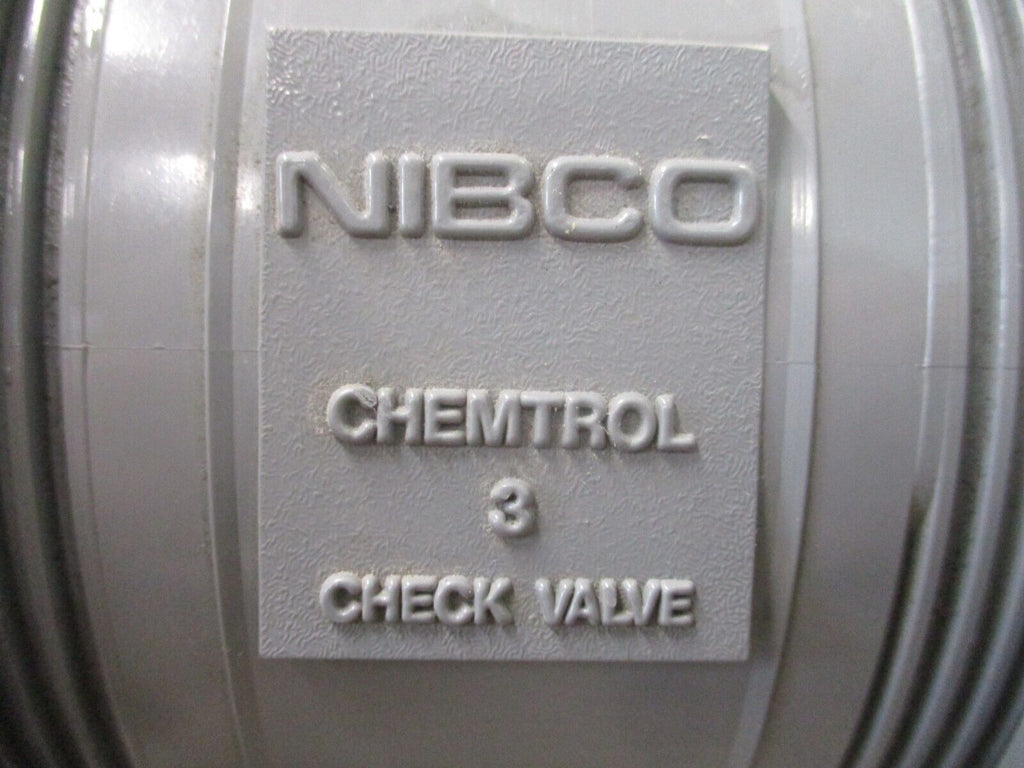 NIBCO
CHEMTROL
3
CHECK VALVE